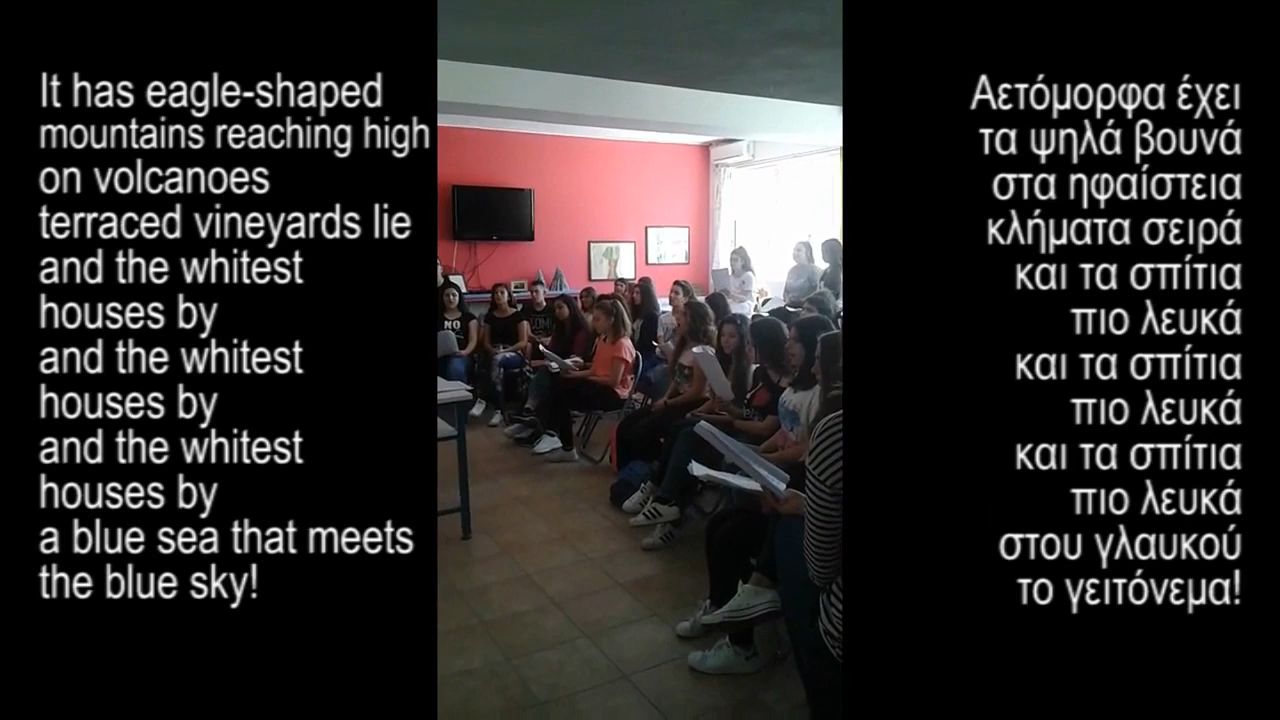 It has eagle-shaped
mountains reaching high
on volcanoes
terraced vineyards lie
and the whitest
houses by
and the whitest
houses by
and the whitest
houses by
a blue sea that meets
the blue sky!
Αετόμορφα έχει
τα ψηλά βουνά
στα ηφαίστεια
κλήματα σειρά
και τα σπίτια
πιο λευκά
και τα σπίτια
πιο λευκά
και τα σπίτια
πιο λευκά
στου γλαυκού
το γειτόνεμα!
NO